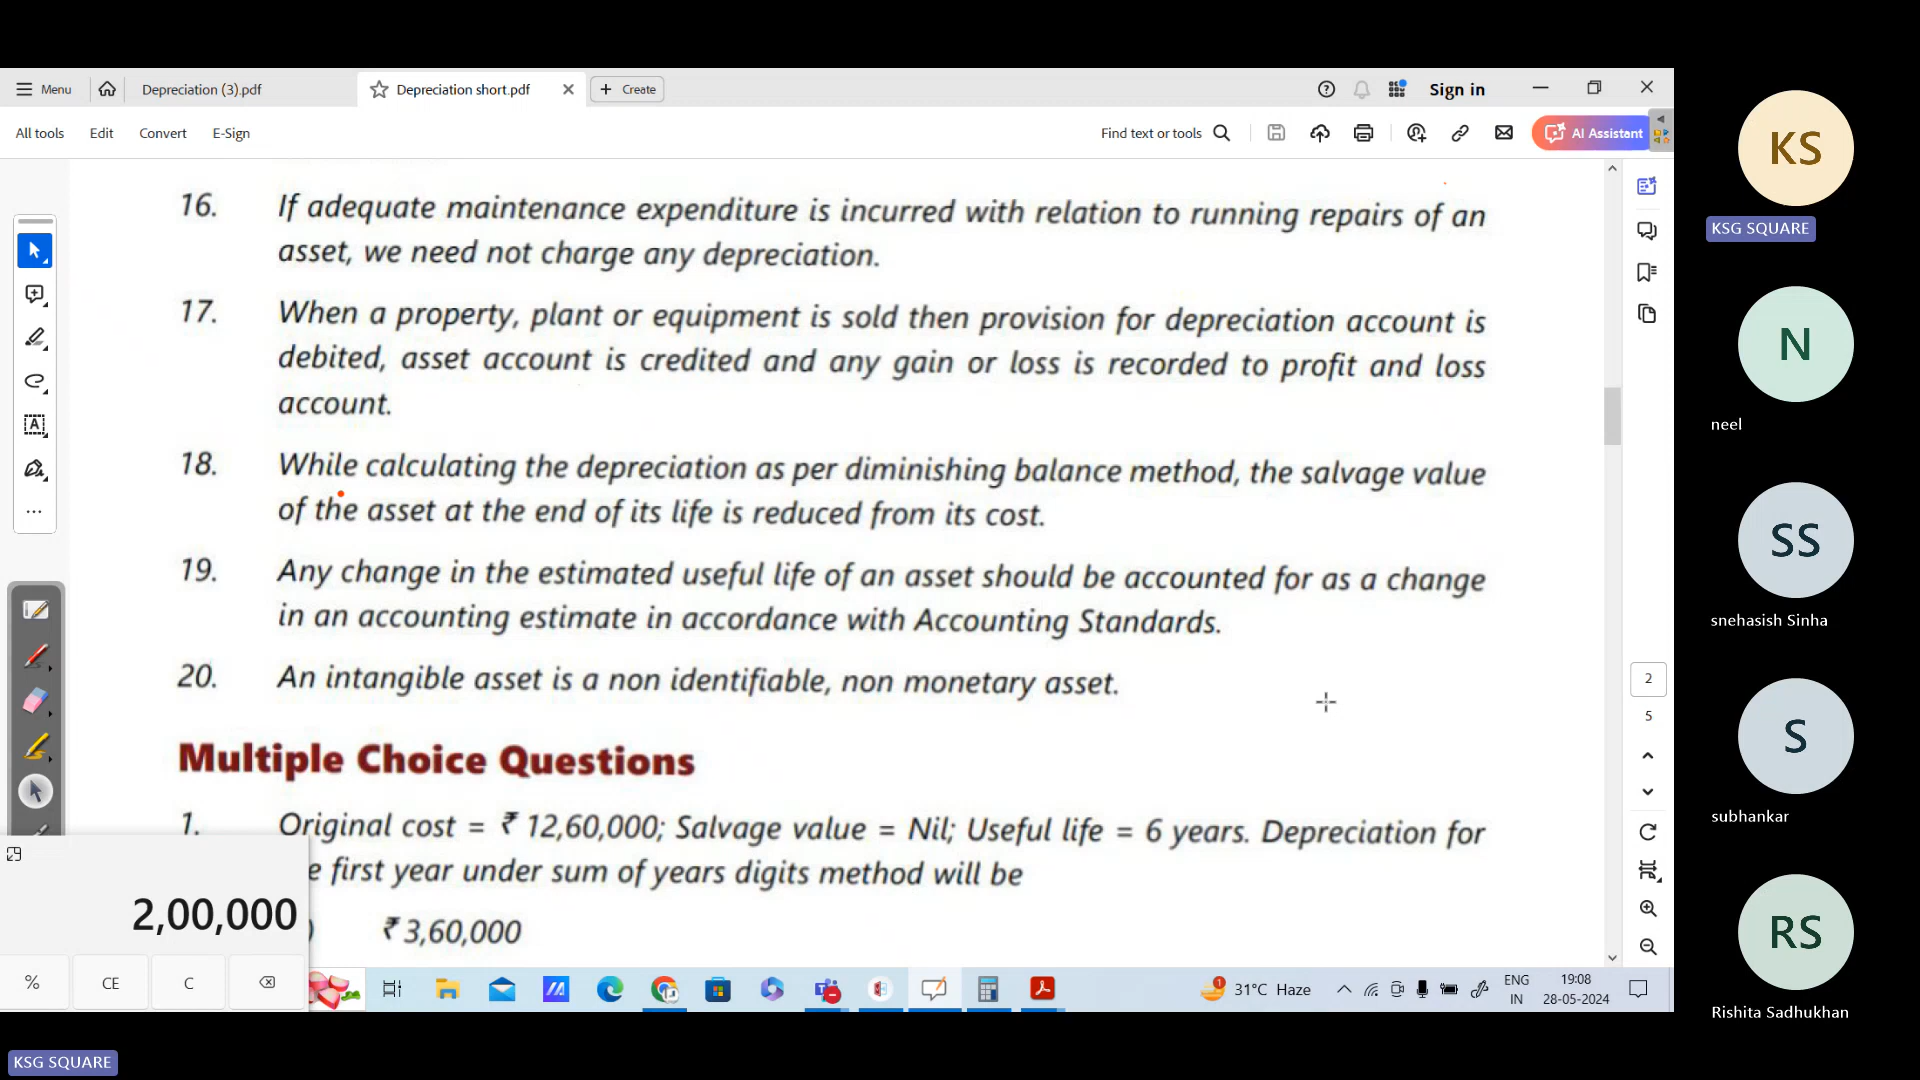 Menu
Depreciation (3).pdf
Depreciation short.pdf
Create
Sign in
All tools
Edit
Convert
E-Sign
Find text or tools
AI Assistant
16. If adequate maintenance expenditure is incurred with relation to running repairs of an
asset, we need not charge any depreciation.
17. When a property, plant or equipment is sold then provision for depreciation account is
debited, asset account is credited and any gain or loss is recorded to profit and loss
account.
18. While calculating the depreciation as per diminishing balance method, the salvage value
of the asset at the end of its life is reduced from its cost.
19. Any change in the estimated useful life of an asset should be accounted for as a change
in an accounting estimate in accordance with Accounting Standards.
20. An intangible asset is a non identifiable, non monetary asset.
Multiple Choice Questions
1. Original cost = ₹ 12,60,000; Salvage value = Nil; Useful life = 6 years. Depreciation for
e first year under sum of years digits method will be
) ₹ 3,60,000
2
5
2,00,000
%
CE
C
1
31°C Haze
ENG
IN
19:08
28-05-2024
KS
KSG SQUARE
N
neel
SS
snehasish Sinha
S
subhankar
RS
Rishita Sadhukhan
KSG SQUARE